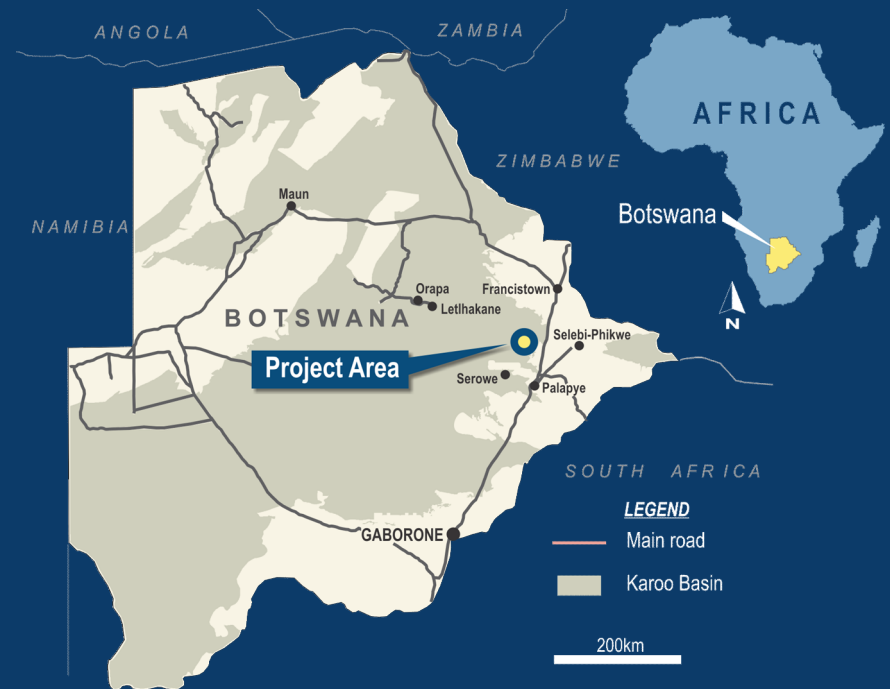 ANGOLA
ZAMBIA
AFRICA
ZIMBABWE
Maun
NAMIBIA
Botswana
Orapa
Francistown
Letlhakane
BOTSWANA
N
Selebi-Phikwe
Project Area
Serowe
Palapye
SOUTH AFRICA
LEGEND
GABORONE
Main road
Karoo Basin
200km